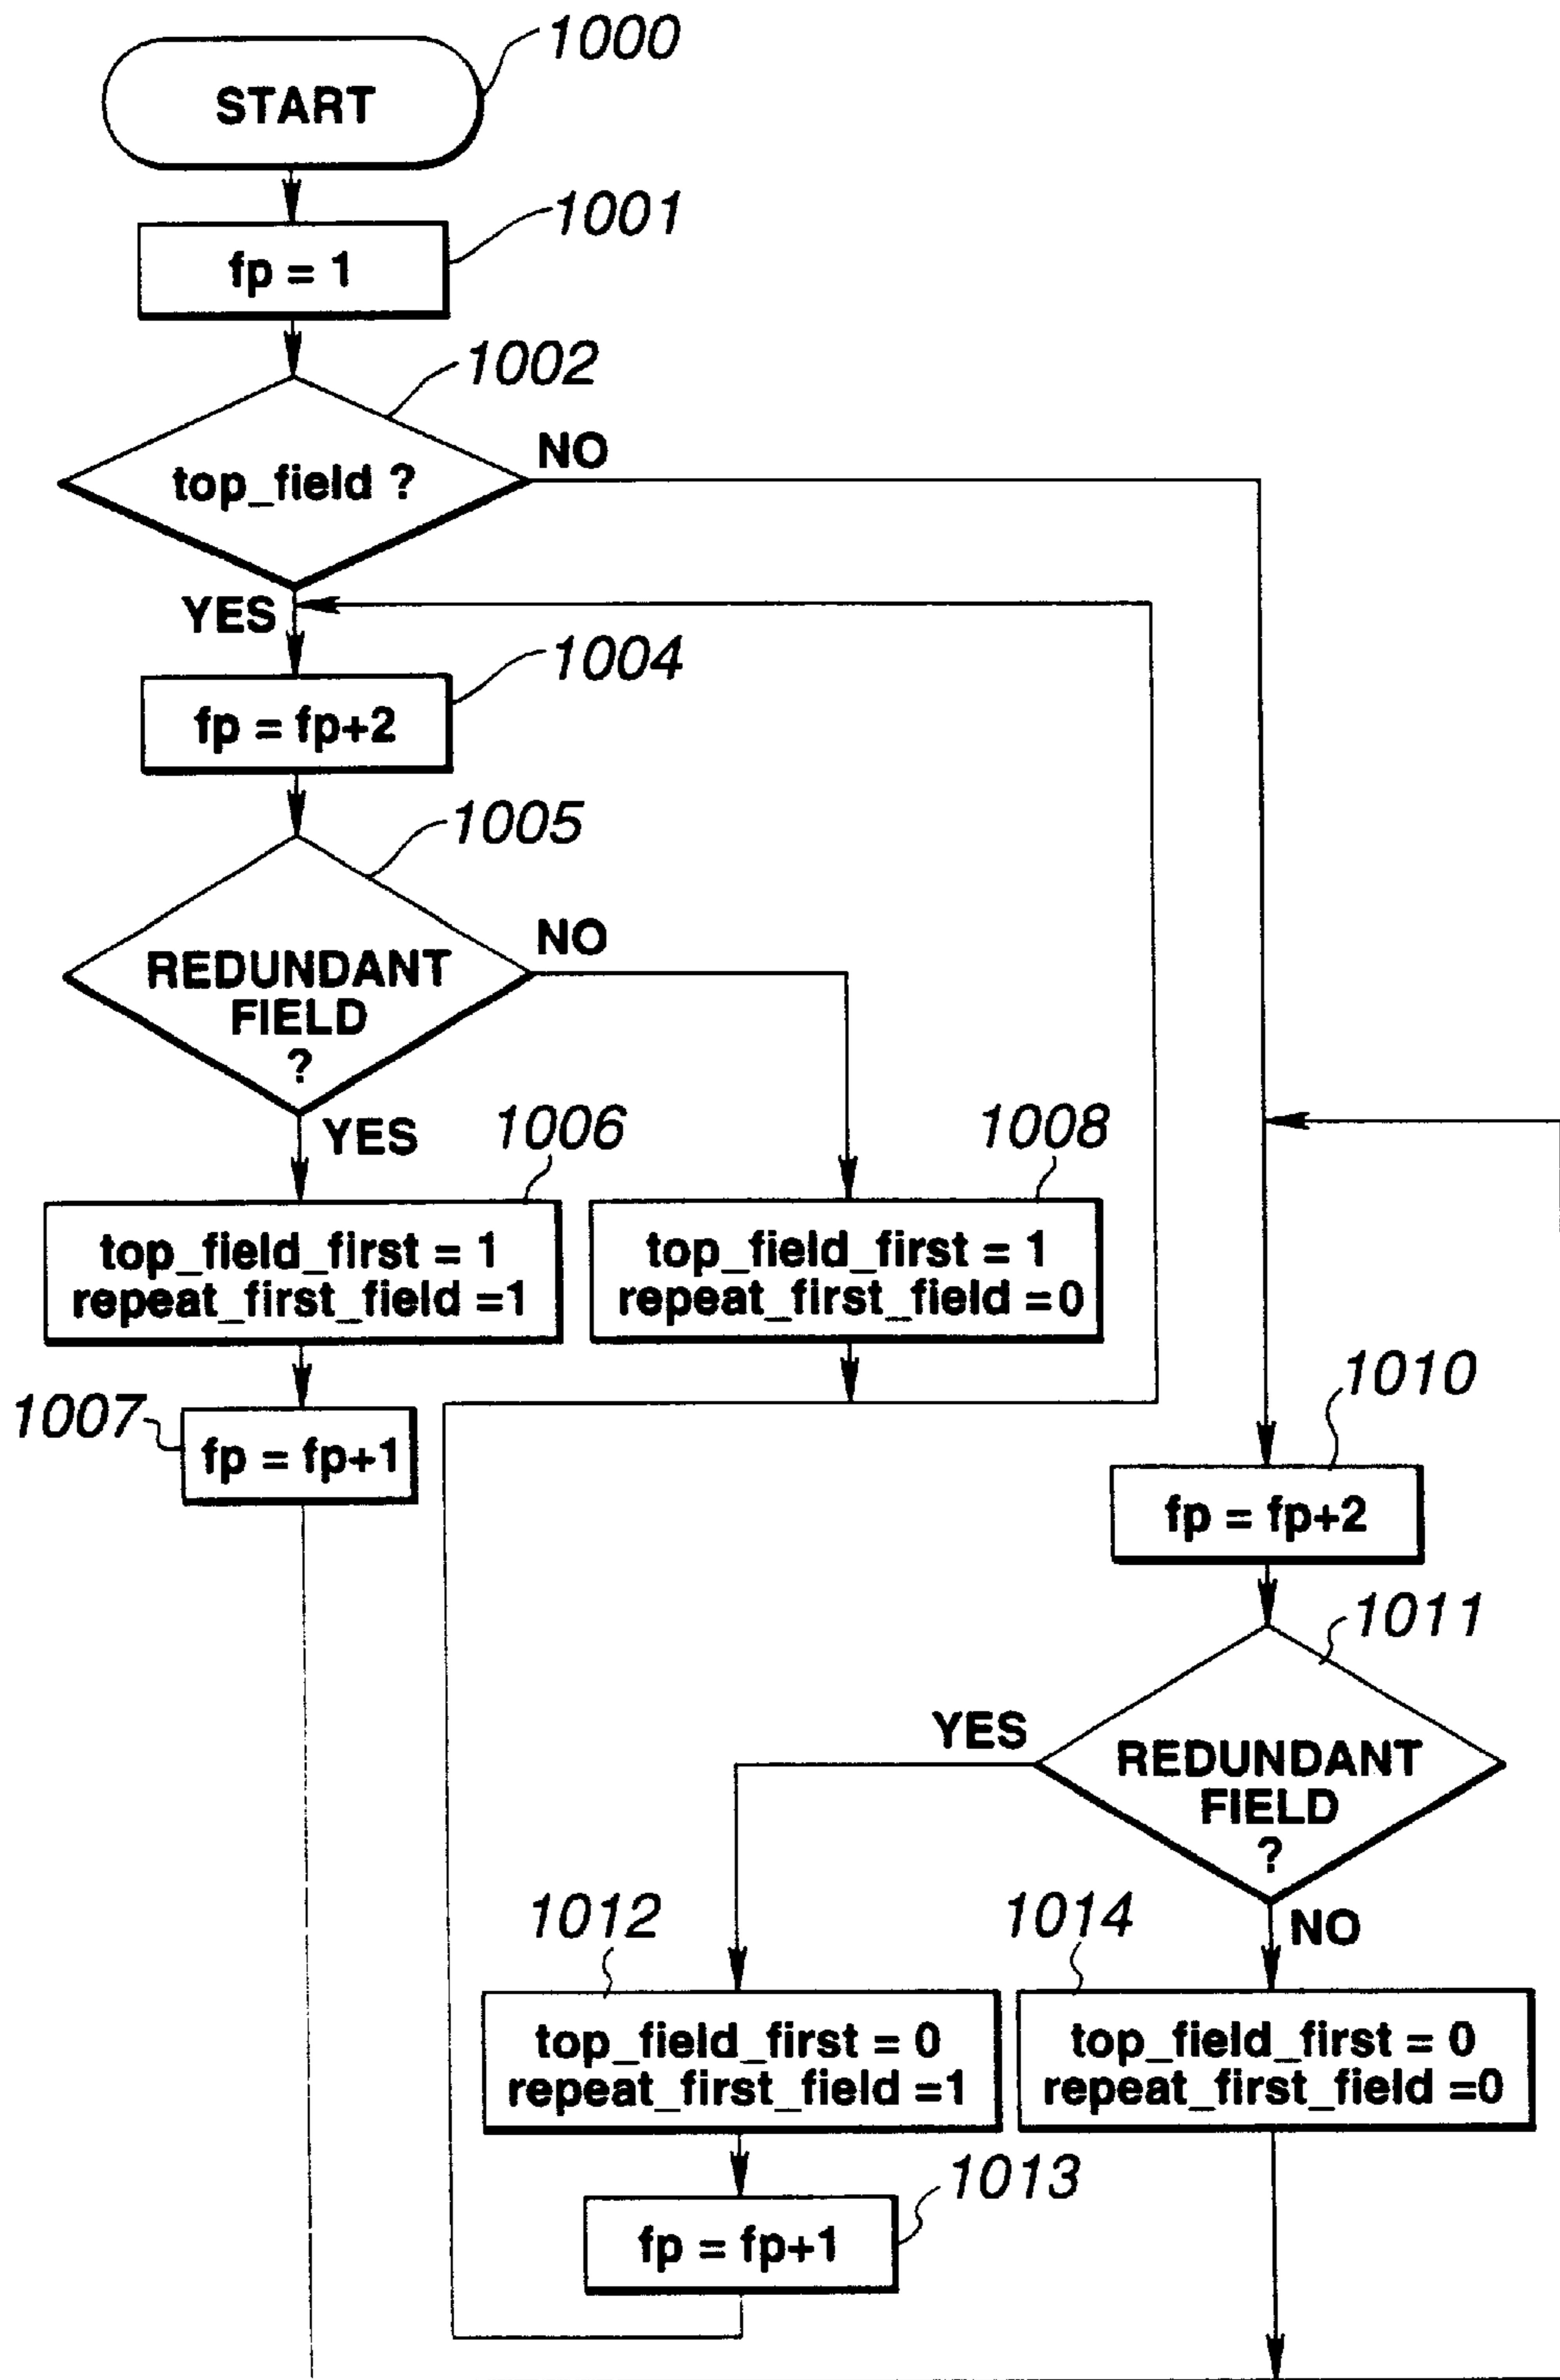 1000
START
1001
fp = 1
1002
top_field ?
NO
YES
1004
fp = fp+2
1005
REDUNDANT
FIELD
?
NO
YES
1006
1008
top_field_first = 1
repeat_first_field =1
top_field_first = 1
repeat_first_field =0
1007
fp = fp+1
1010
fp = fp+2
1011
REDUNDANT
FIELD
?
YES
NO
1012
1014
top_field_first = 0
repeat_first_field =1
top_field_first = 0
repeat_first_field =0
1013
fp = fp+1